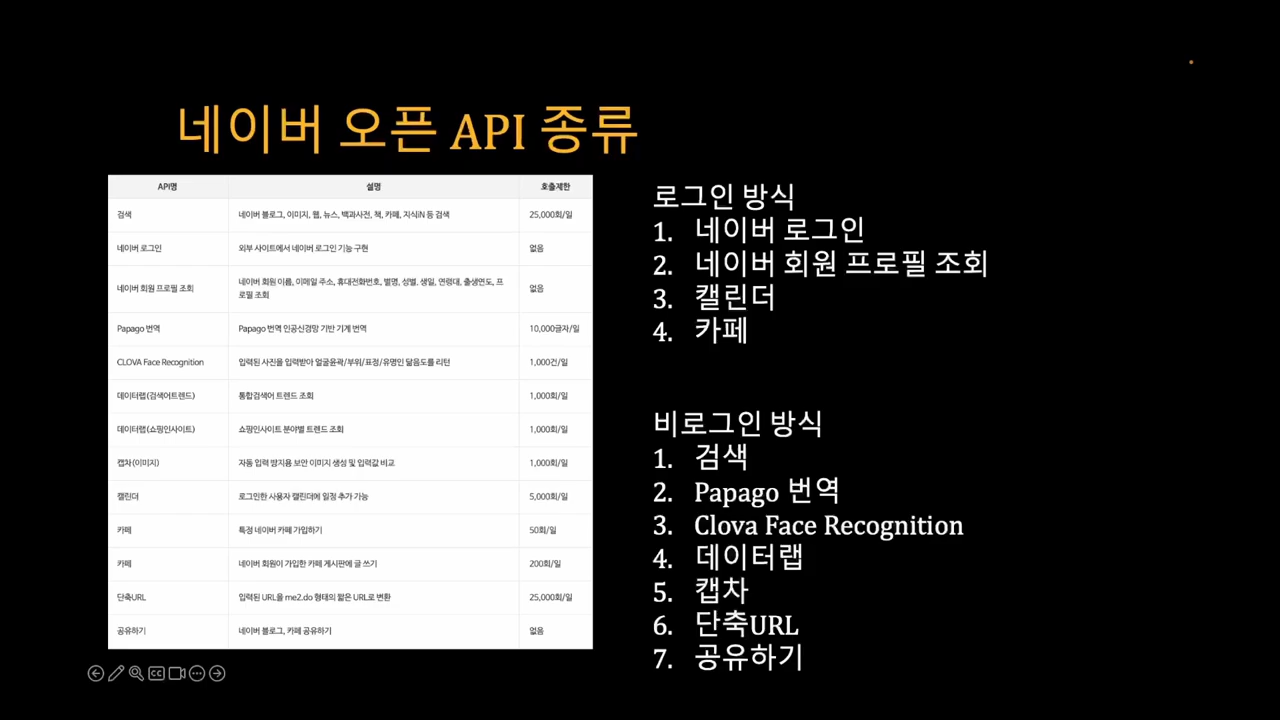 네이버 오픈 API 종류
API명 설명 호출제한
검색 네이버 블로그, 이미지, 웹, 뉴스, 백과사전, 책, 카페, 지식iN 등 검색 25,000회/일
네이버 로그인 외부 사이트에서 네이버 로그인 기능 구현 없음
네이버 회원 프로필 조회 네이버 회원 이름, 이메일 주소, 휴대전화번호, 별명, 성별, 생일, 연령대, 출생연도, 프
로필 조회 없음
Papago 번역 Papago 번역 인공신경망 기반 기계 번역 10,000글자/일
CLOVA Face Recognition 입력된 사진을 입력받아 얼굴윤곽/부위/표정/유명인 닮음도를 리턴 1,000건/일
데이터랩(검색어트렌드) 통합검색어 트렌드 조회 1,000회/일
데이터랩(쇼핑인사이트) 쇼핑인사이트 분야별 트렌드 조회 1,000회/일
캡차(이미지) 자동 입력 방지용 보안 이미지 생성 및 입력값 비교 1,000회/일
캘린더 로그인한 사용자 캘린더에 일정 추가 기능 5,000회/일
카페 특정 네이버 카페 가입하기 50회/일
카페 네이버 회원이 가입한 카페 게시판에 글 쓰기 200회/일
단축URL 입력된 URL을 me2.do 형태의 짧은 URL로 변환 25,000회/일
공유하기 네이버 블로그, 카페 공유하기 없음
로그인 방식
1. 네이버 로그인
2. 네이버 회원 프로필 조회
3. 캘린더
4. 카페
비로그인 방식
1. 검색
2. Papago 번역
3. Clova Face Recognition
4. 데이터랩
5. 캡차
6. 단축URL
7. 공유하기
CC